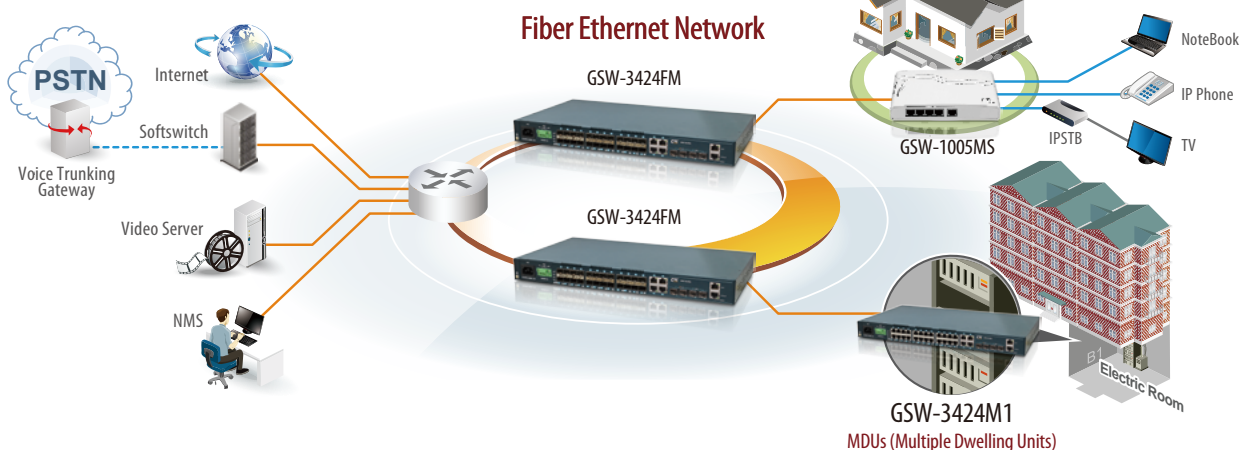 Fiber Ethernet Network
PSTN
Voice Trunking
Gateway
Internet
Softswitch
Video Server
NMS
GSW-3424FM
GSW-3424FM
GSW-1005MS
NoteBook
IP Phone
IPSTB
TV
B1
Electric Room
GSW-3424M1
MDUs (Multiple Dwelling Units)